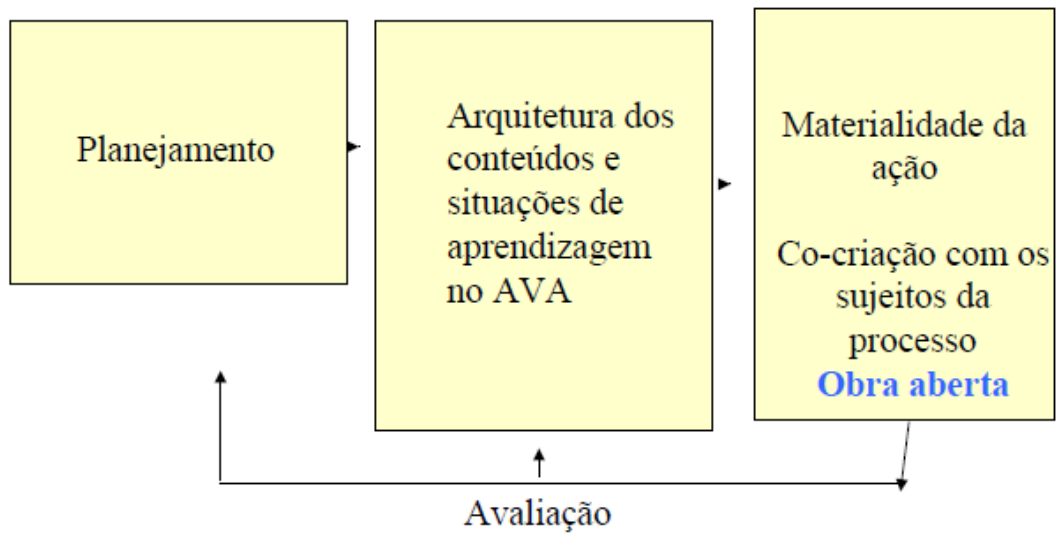 Planejamento
Arquitetura dos
conteúdos e
situações de
aprendizagem
no AVA
Materialidade da
ação
Co-criação com os
sujeitos da
processo
Obra aberta
Avaliação